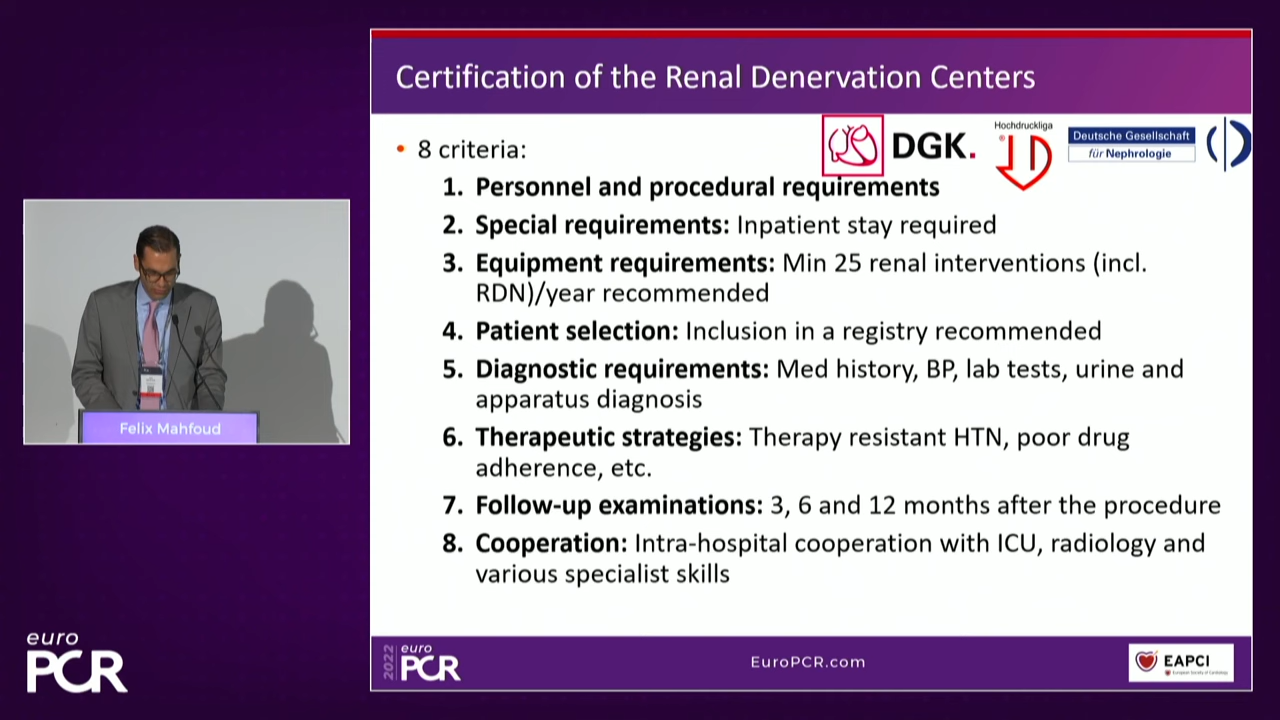 Certification of the Renal Denervation Centers
• 8 criteria:
DGK.
Hochdruckliga
Deutsche Gesellschaft
für Nephrologie
1. Personnel and procedural requirements
2. Special requirements: Inpatient stay required
3. Equipment requirements: Min 25 renal interventions (incl.
RDN)/year recommended
4. Patient selection: Inclusion in a registry recommended
5. Diagnostic requirements: Med history, BP, lab tests, urine and
apparatus diagnosis
6. Therapeutic strategies: Therapy resistant HTN, poor drug
adherence, etc.
7. Follow-up examinations: 3, 6 and 12 months after the procedure
8. Cooperation: Intra-hospital cooperation with ICU, radiology and
various specialist skills
Felix Mahfoud
euro
PCR
2022
euro
PCR
EuroPCR.com
EAPCI
European Society of Cardiology